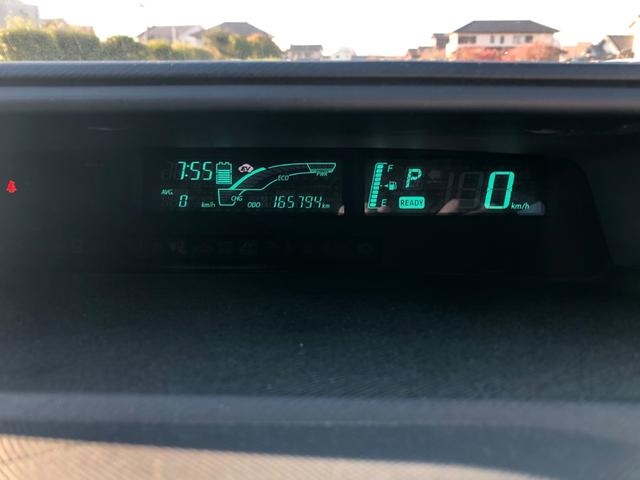 7:55
ECO
PWR
AVG.
0 km/h
CHG
ODO 165794 km
F
E
P
READY
0 km/h